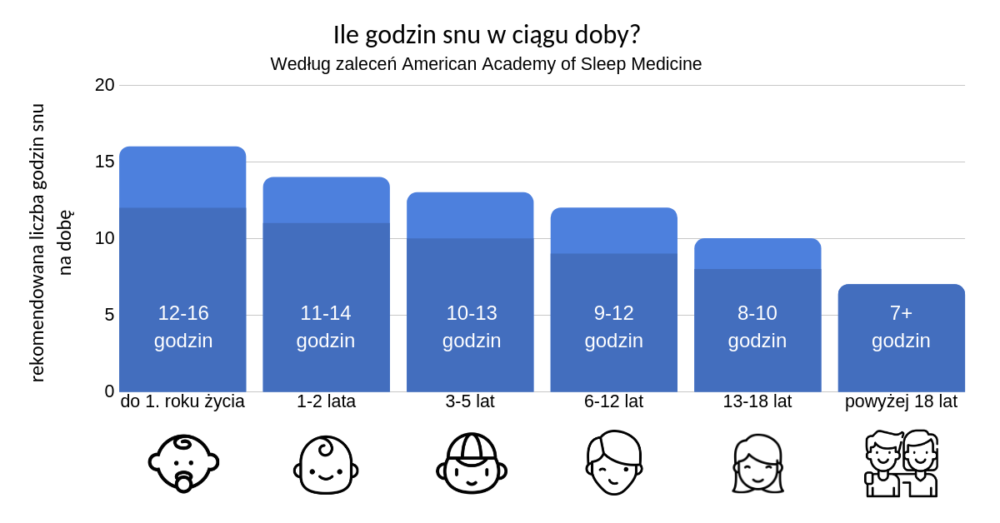 Ile godzin snu w ciągu doby?
Według zaleceń American Academy of Sleep Medicine
rekomendowana liczba godzin snu
na dobę
20
15
10
5
0
12-16
godzin
11-14
godzin
10-13
godzin
9-12
godzin
8-10
godzin
7+
godzin
do 1. roku życia
1-2 lata
3-5 lat
6-12 lat
13-18 lat
powyżej 18 lat